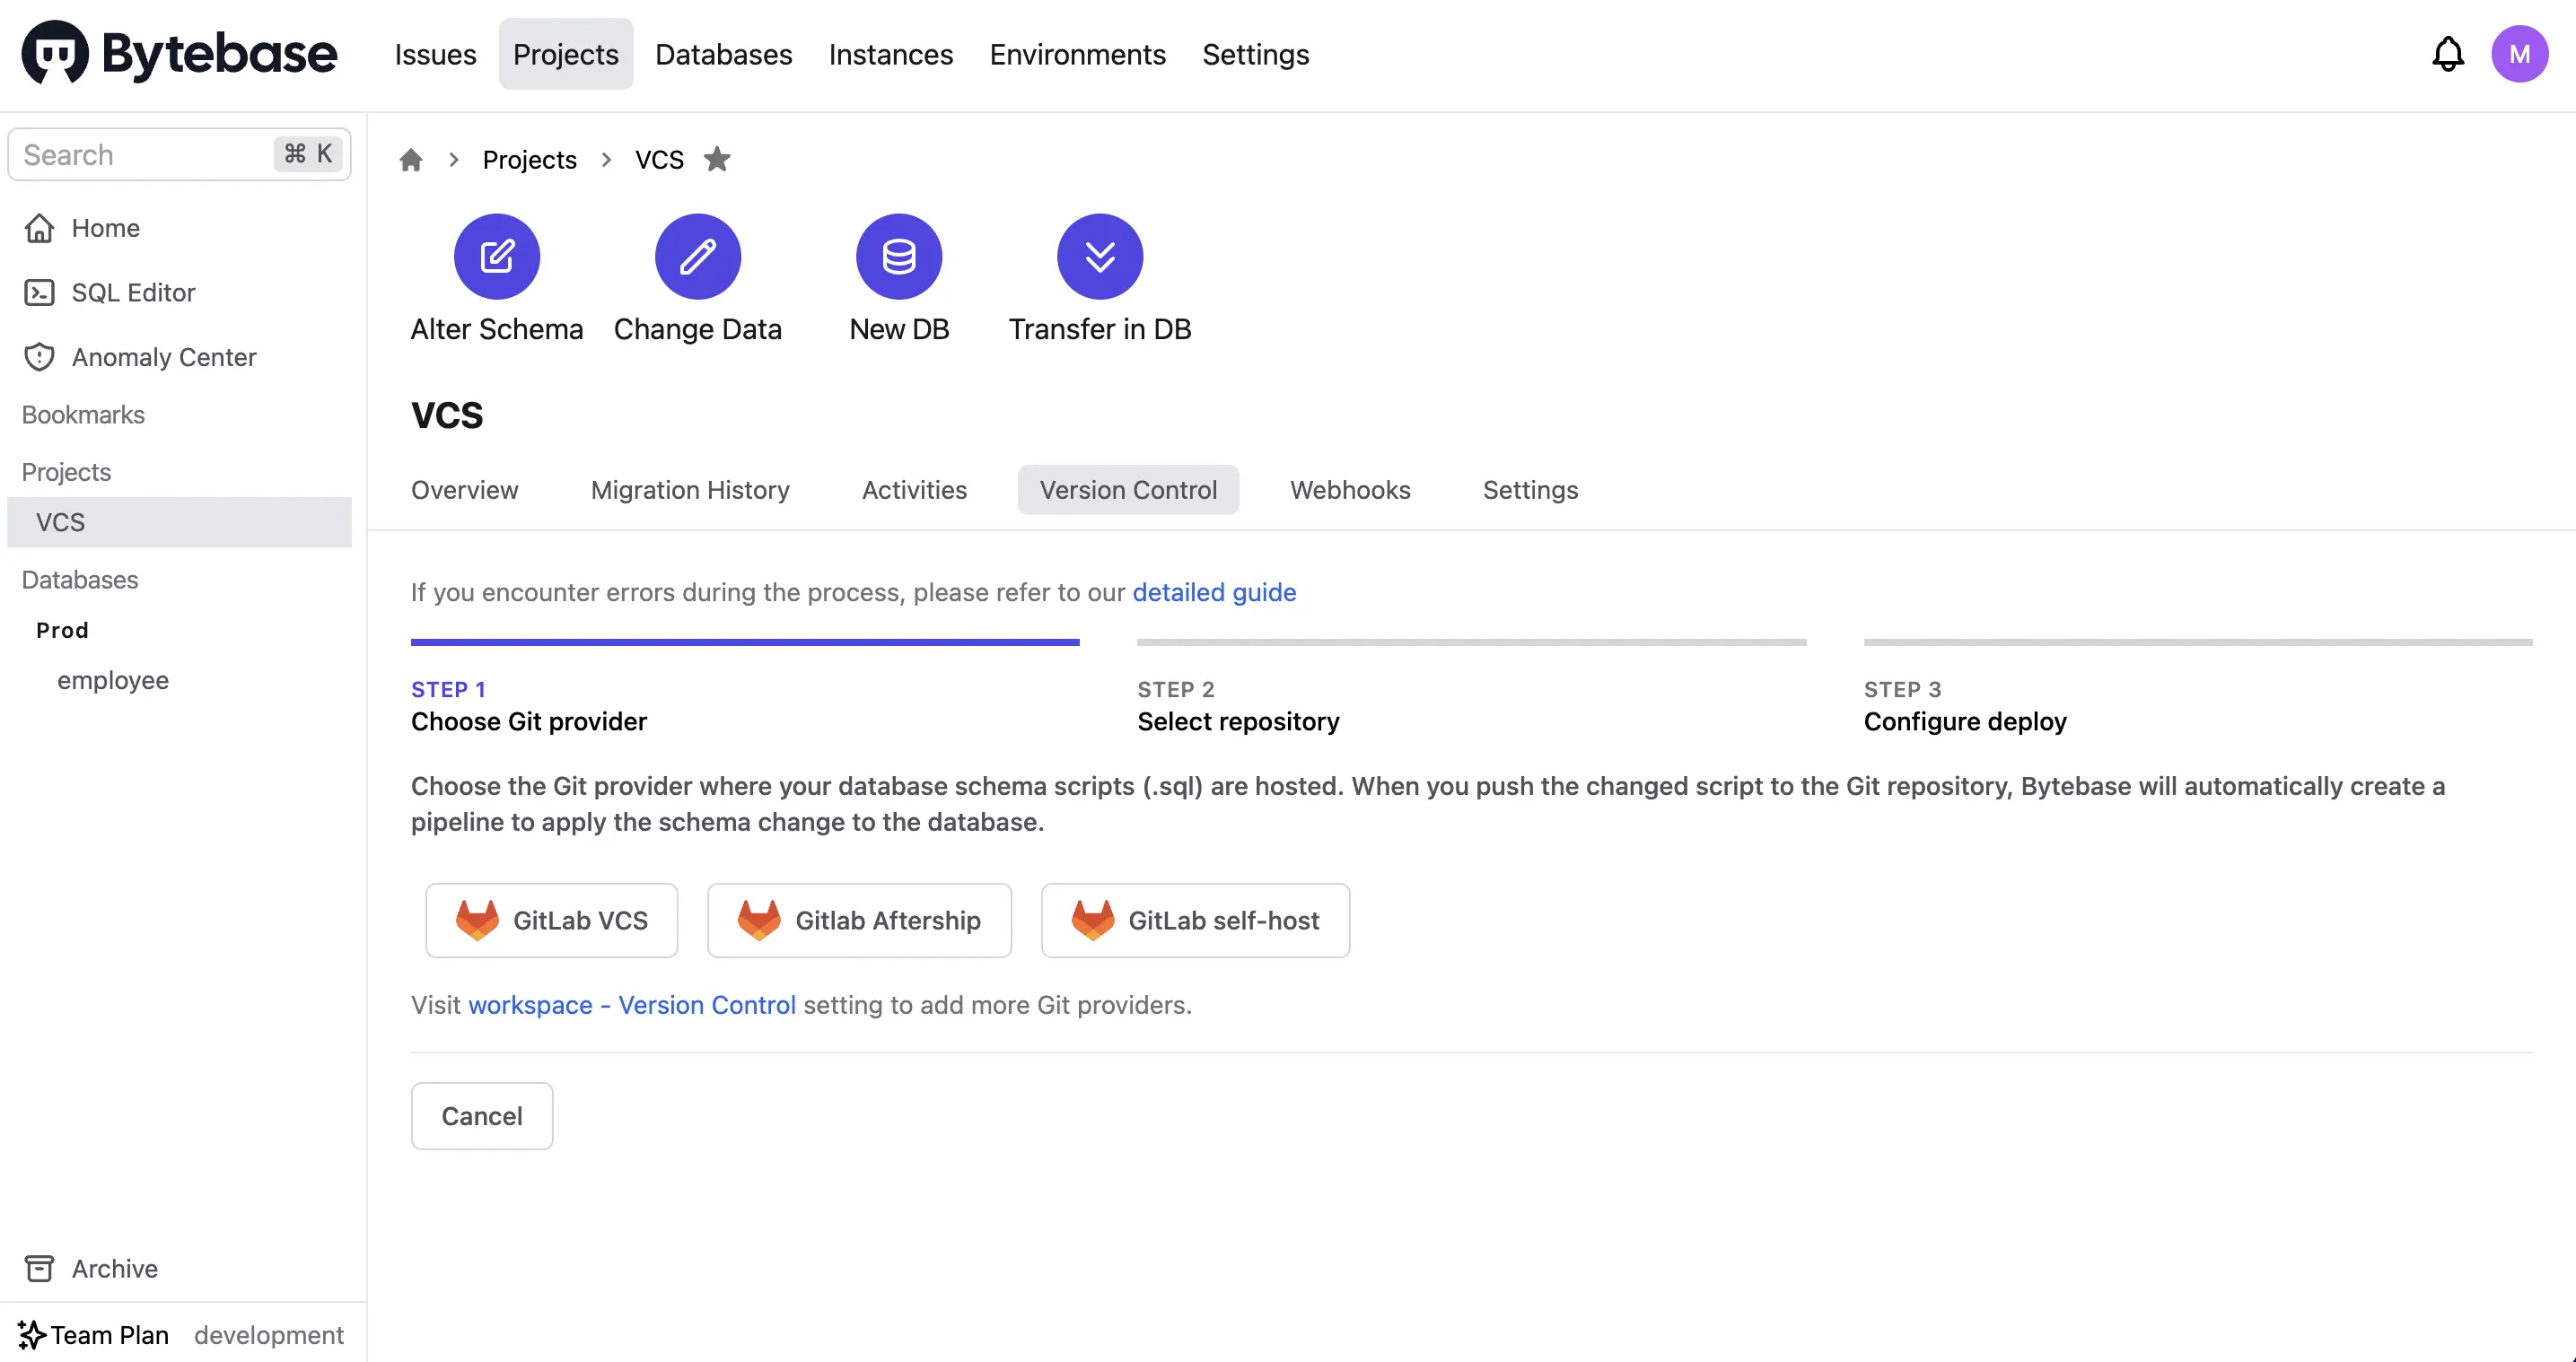 Bytebase
Issues Projects Databases Instances Environments Settings
M
Search ⌘ K
Home
SQL Editor
Anomaly Center
Bookmarks
Projects
VCS
Databases
Prod
employee
Archive
Team Plan development
Projects VCS
Alter Schema Change Data New DB Transfer in DB
VCS
Overview Migration History Activities Version Control Webhooks Settings
If you encounter errors during the process, please refer to our detailed guide
STEP 1
Choose Git provider
STEP 2
Select repository
STEP 3
Configure deploy
Choose the Git provider where your database schema scripts (.sql) are hosted. When you push the changed script to the Git repository, Bytebase will automatically create a
pipeline to apply the schema change to the database.
GitLab VCS Gitlab Aftership GitLab self-host
Visit workspace - Version Control setting to add more Git providers.
Cancel